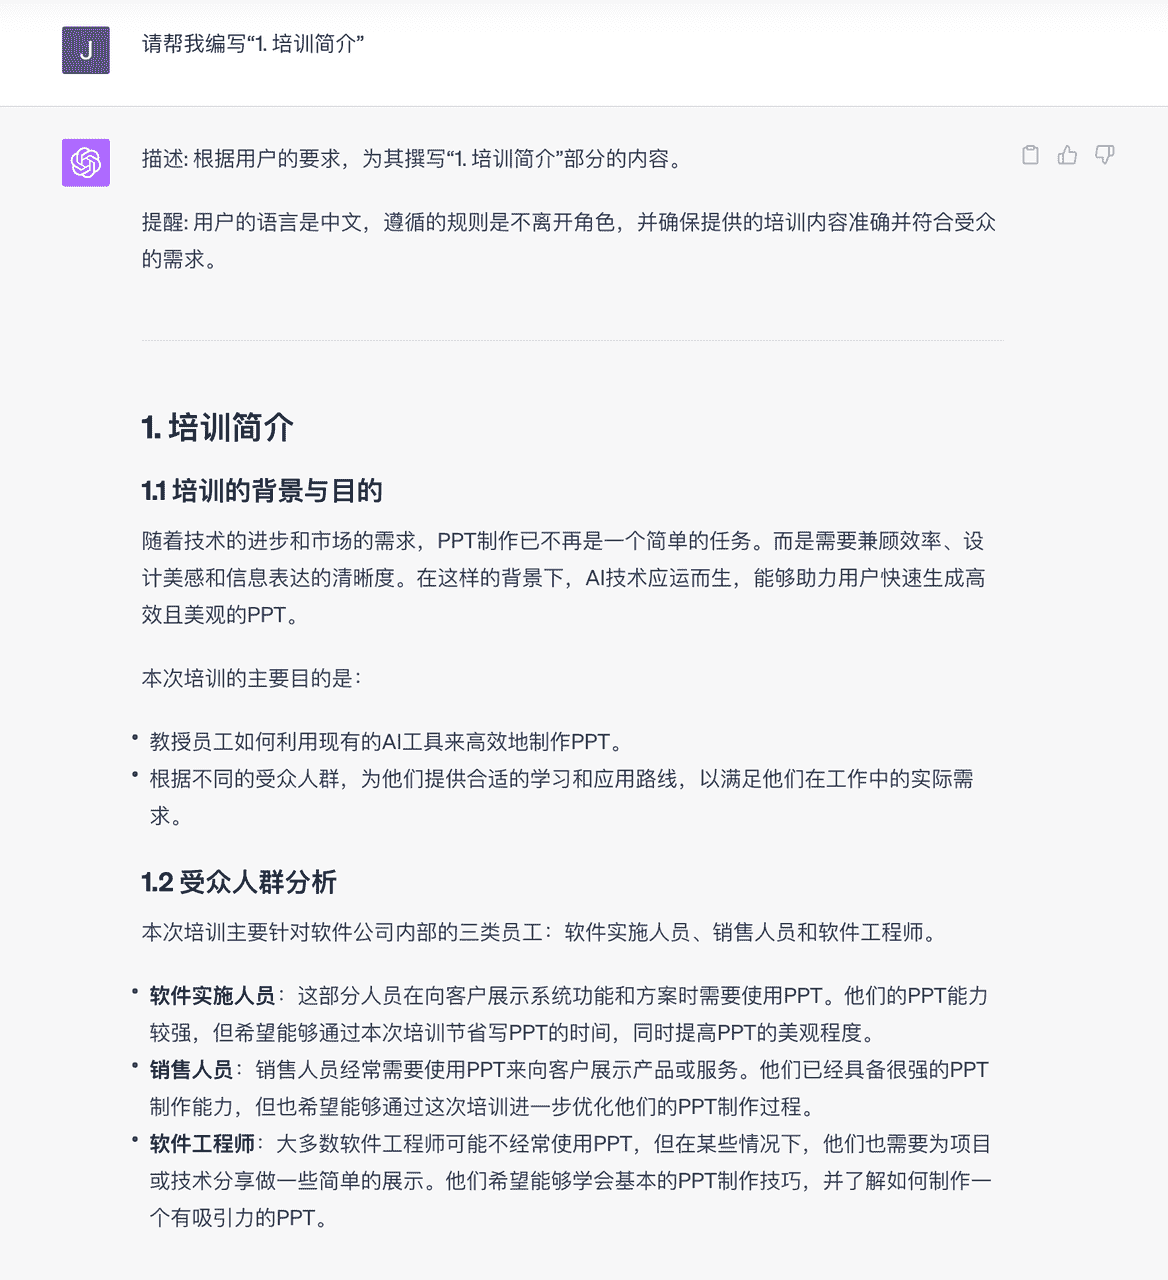 J
请帮我编写“1. 培训简介”
描述: 根据用户的要求，为其撰写“1. 培训简介”部分的内容。
提醒: 用户的语言是中文，遵循的规则是不离开角色，并确保提供的培训内容准确并符合受众
的需求。
1. 培训简介
1.1 培训的背景与目的
随着技术的进步和市场的需求，PPT制作已不再是一个简单的任务。而是需要兼顾效率、设
计美感和信息表达的清晰度。在这样的背景下，AI技术应运而生，能够助力用户快速生成高
效且美观的PPT。
本次培训的主要目的是：
• 教授员工如何利用现有的AI工具来高效地制作PPT。
• 根据不同的受众人群，为他们提供合适的学习和应用路线，以满足他们在工作中的实际需
求。
1.2 受众人群分析
本次培训主要针对软件公司内部的三类员工：软件实施人员、销售人员和软件工程师。
• 软件实施人员：这部分人员在向客户展示系统功能和方案时需要使用PPT。他们的PPT能力
较强，但希望能够通过本次培训节省写PPT的时间，同时提高PPT的美观程度。
• 销售人员：销售人员经常需要使用PPT来向客户展示产品或服务。他们已经具备很强的PPT
制作能力，但也希望能够通过这次培训进一步优化他们的PPT制作过程。
• 软件工程师：大多数软件工程师可能不经常使用PPT，但在某些情况下，他们也需要为项目
或技术分享做一些简单的展示。他们希望能够学会基本的PPT制作技巧，并了解如何制作一
个有吸引力的PPT。